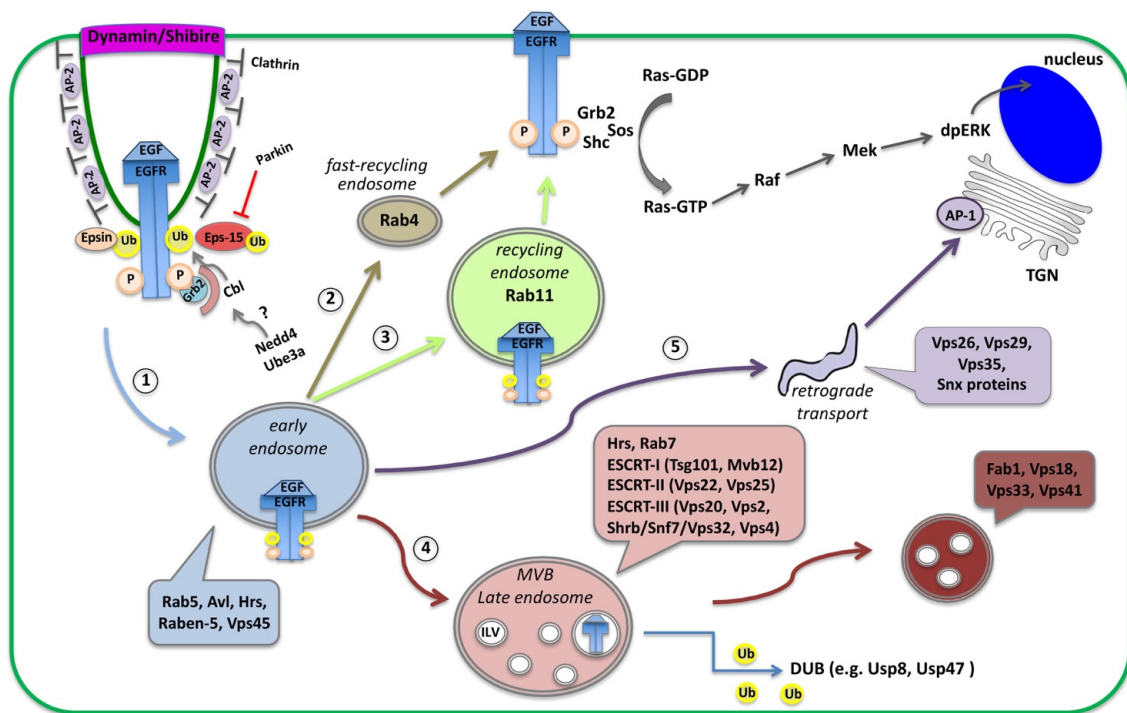 Dynamin/Shibire
Clathrin
AP-2
AP-2
AP-2
AP-2
AP-2
AP-2
EGF
EGFR
Parkin
Epsin
Ub
Ub
Eps-15
Ub
P
P
Grb2
Cbl
?
Nedd4
Ube3a
EGF
EGFR
P
P
Grb2
Shc
Sos
Ras-GDP
Ras-GTP
Raf
Mek
dpERK
nucleus
AP-1
TGN
fast-recycling
endosome
Rab4
recycling
endosome
Rab11
EGF
EGFR
1
2
3
5
4
early
endosome
EGF
EGFR
Rab5, Avl, Hrs,
Raben-5, Vps45
retrograde
transport
Vps26, Vps29,
Vps35,
Snx proteins
Hrs, Rab7
ESCRT-I (Tsg101, Mvb12)
ESCRT-II (Vps22, Vps25)
ESCRT-III (Vps20, Vps2,
Shrb/Snf7/Vps32, Vps4)
Fab1, Vps18,
Vps33, Vps41
MVB
Late endosome
ILV
Ub
Ub
Ub
DUB (e.g. Usp8, Usp47 )